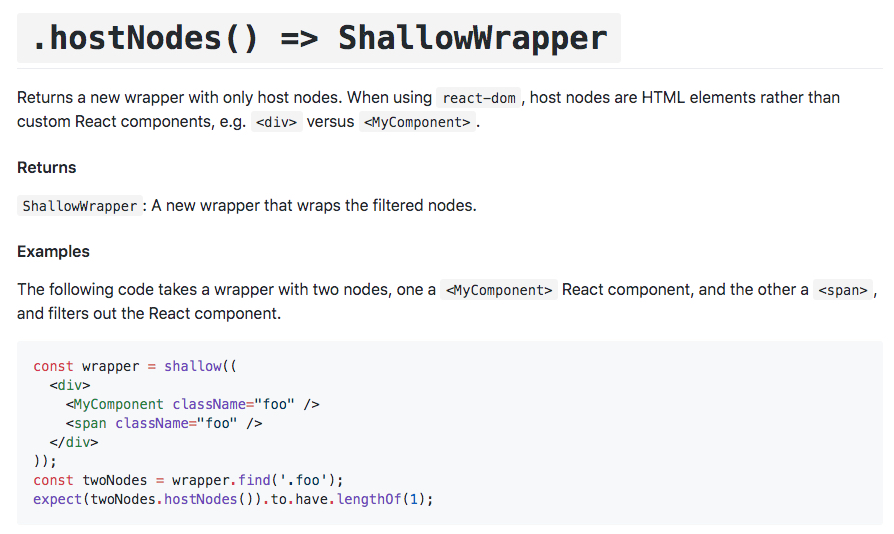 .hostNodes() => ShallowWrapper
Returns a new wrapper with only host nodes. When using react-dom, host nodes are HTML elements rather than
custom React components, e.g. <div> versus <MyComponent>.
Returns
ShallowWrapper: A new wrapper that wraps the filtered nodes.
Examples
The following code takes a wrapper with two nodes, one a <MyComponent> React component, and the other a <span>,
and filters out the React component.
const wrapper = shallow((
  <div>
    <MyComponent className="foo" />
    <span className="foo" />
  </div>
));
const twoNodes = wrapper.find('.foo');
expect(twoNodes.hostNodes()).to.have.lengthOf(1);